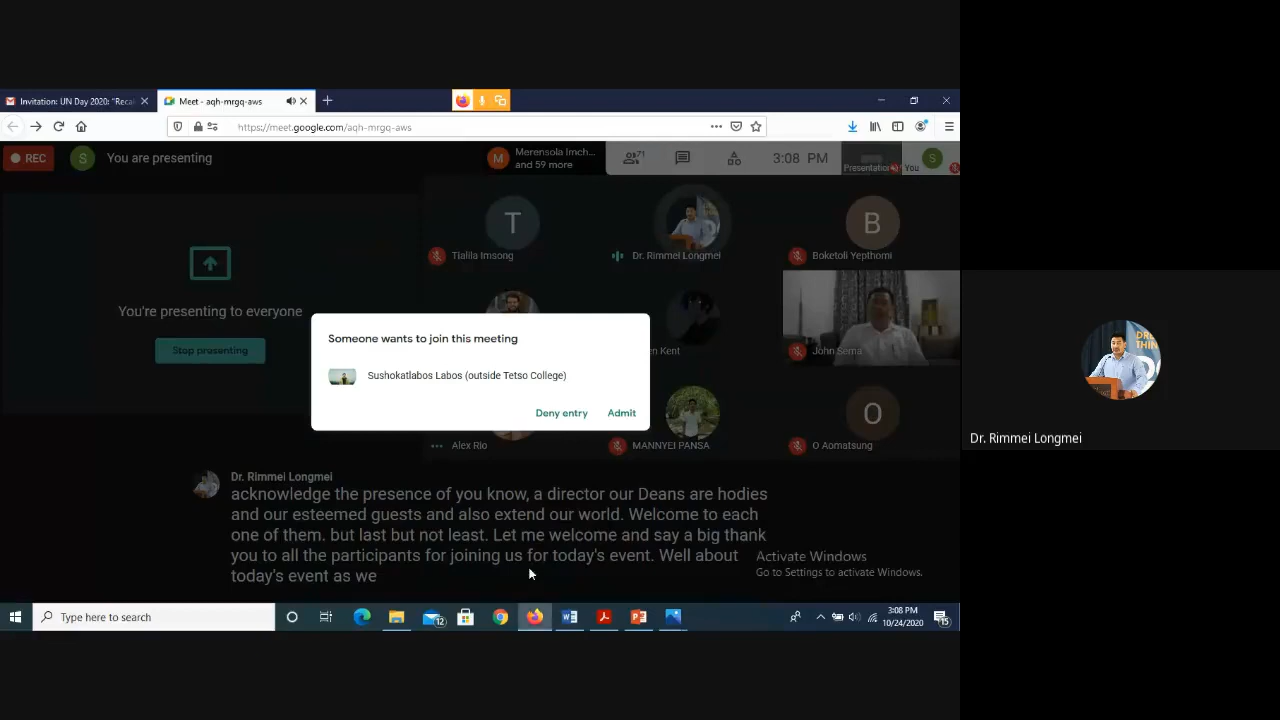 Invitation: UN Day 2020: "Reca
Meet - aqh-mrgq-aws
https://meet.google.com/aqh-mrgq-aws
REC
S
You are presenting
M
Merensola Imch...
and 59 more
71
3:08 PM
Presentation
You
S
T
Tialila Imsong
Dr. Rimmei Longmei
B
Boketoli Yepthomi
You're presenting to everyone
Stop presenting
Someone wants to join this meeting
Sushokatlabos Labos (outside Tetso College)
Deny entry
Admit
en Kent
John Sema
Alex Rio
MANNYEI PANSA
O
O Aomatsung
Dr. Rimmei Longmei
acknowledge the presence of you know, a director our Deans are hodies
and our esteemed guests and also extend our world. Welcome to each
one of them. but last but not least. Let me welcome and say a big thank
you to all the participants for joining us for today's event. Well about
today's event as we
Activate Windows
Go to Settings to activate Windows.
Type here to search
12
3:08 PM
10/24/2020
15
DRE
THIN
Dr. Rimmei Longmei